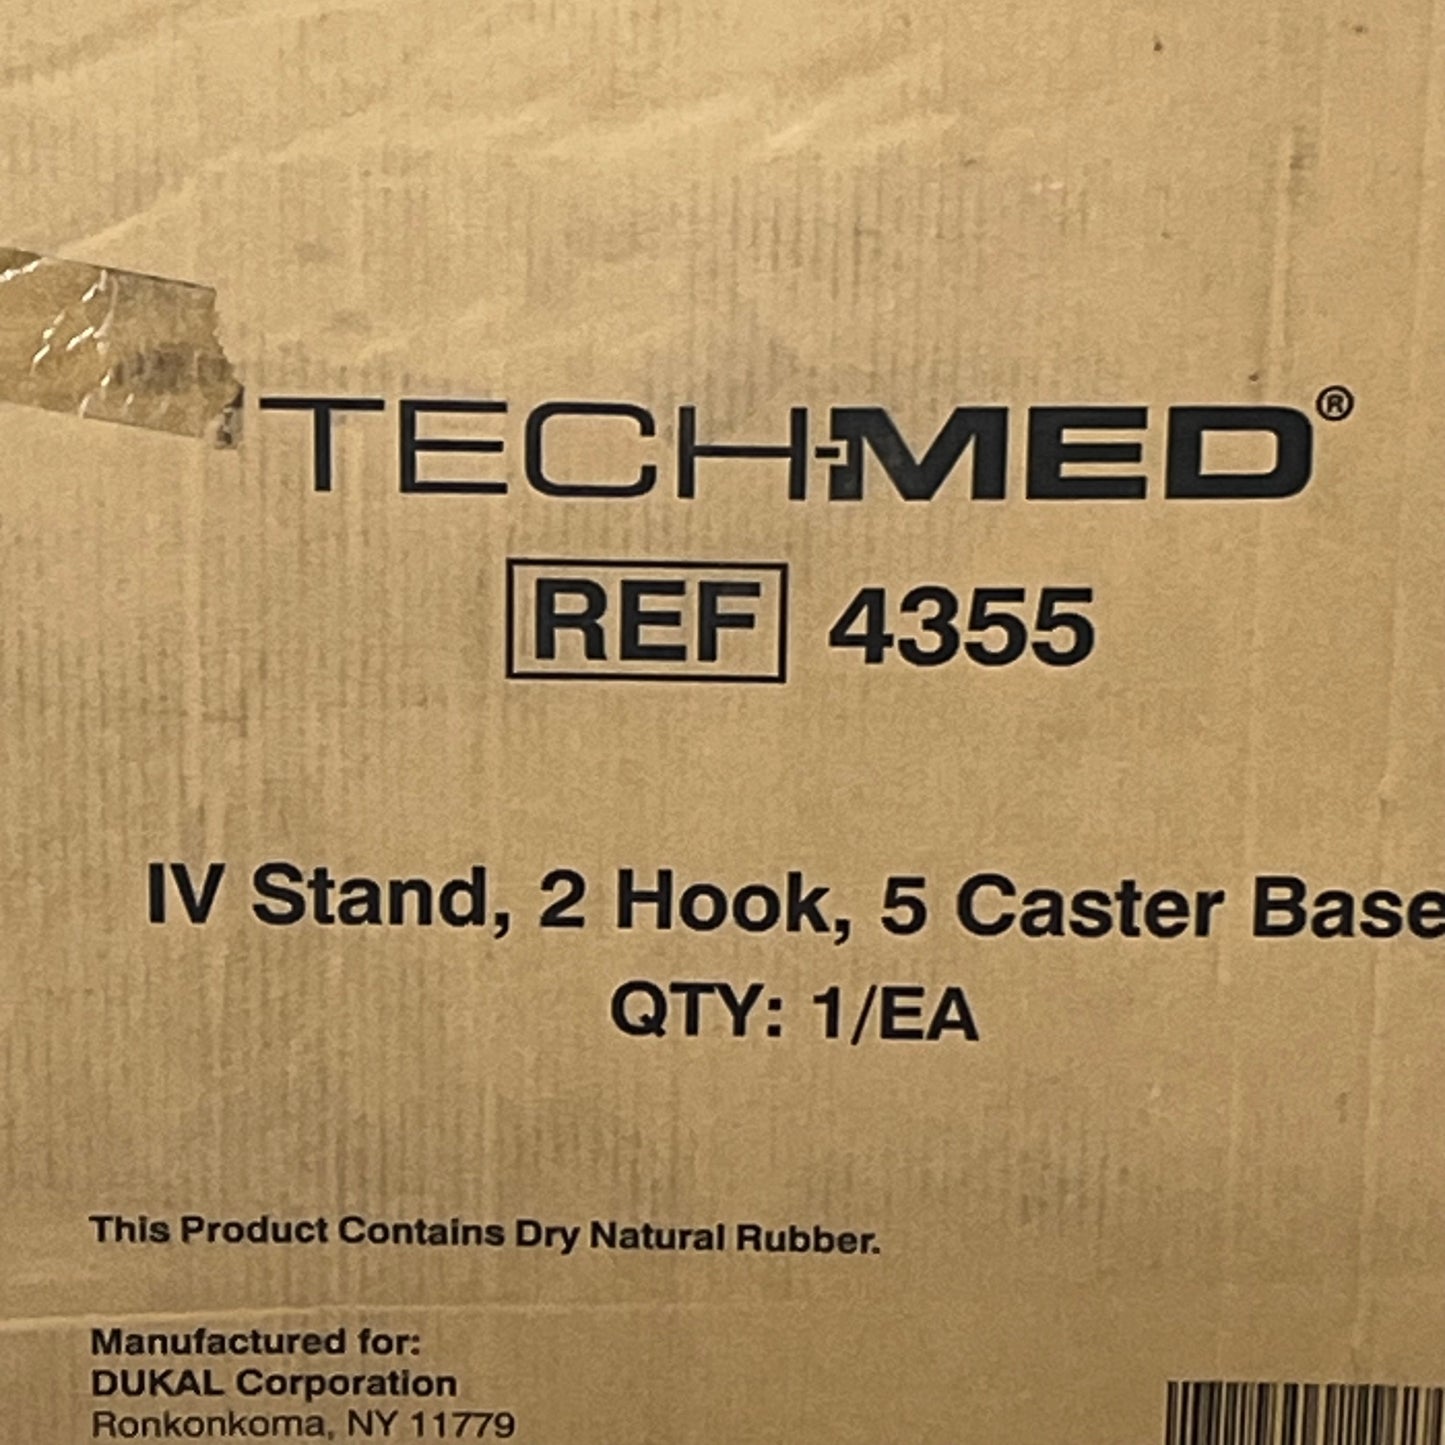 TECH-MED®
REF 4355
IV Stand, 2 Hook, 5 Caster Base
QTY: 1/EA
This Product Contains Dry Natural Rubber.
Manufactured for:
DUKAL Corporation
Ronkonkoma, NY 11779